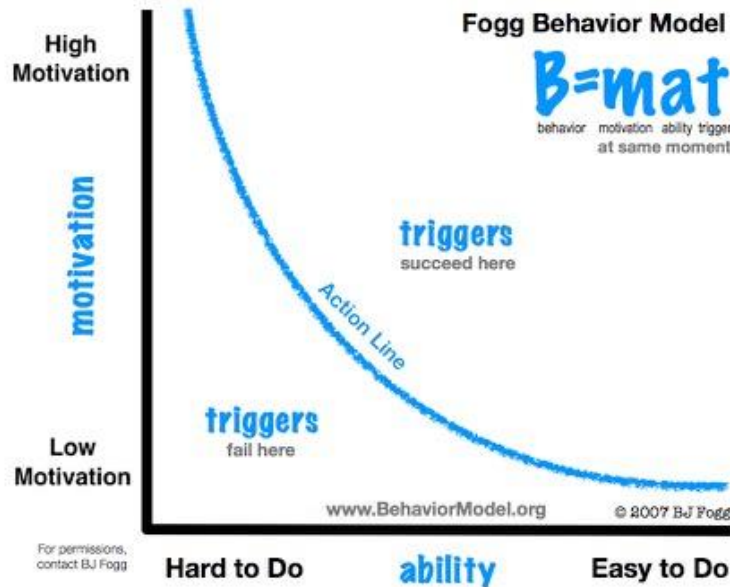 Fogg Behavior Model
B=mat
behavior motivation ability trigger
at same moment
High
Motivation
motivation
triggers
succeed here
Action Line
triggers
fail here
Low
Motivation
www.BehaviorModel.org
© 2007 BJ Fogg
For permissions,
contact BJ Fogg
Hard to Do
ability
Easy to Do